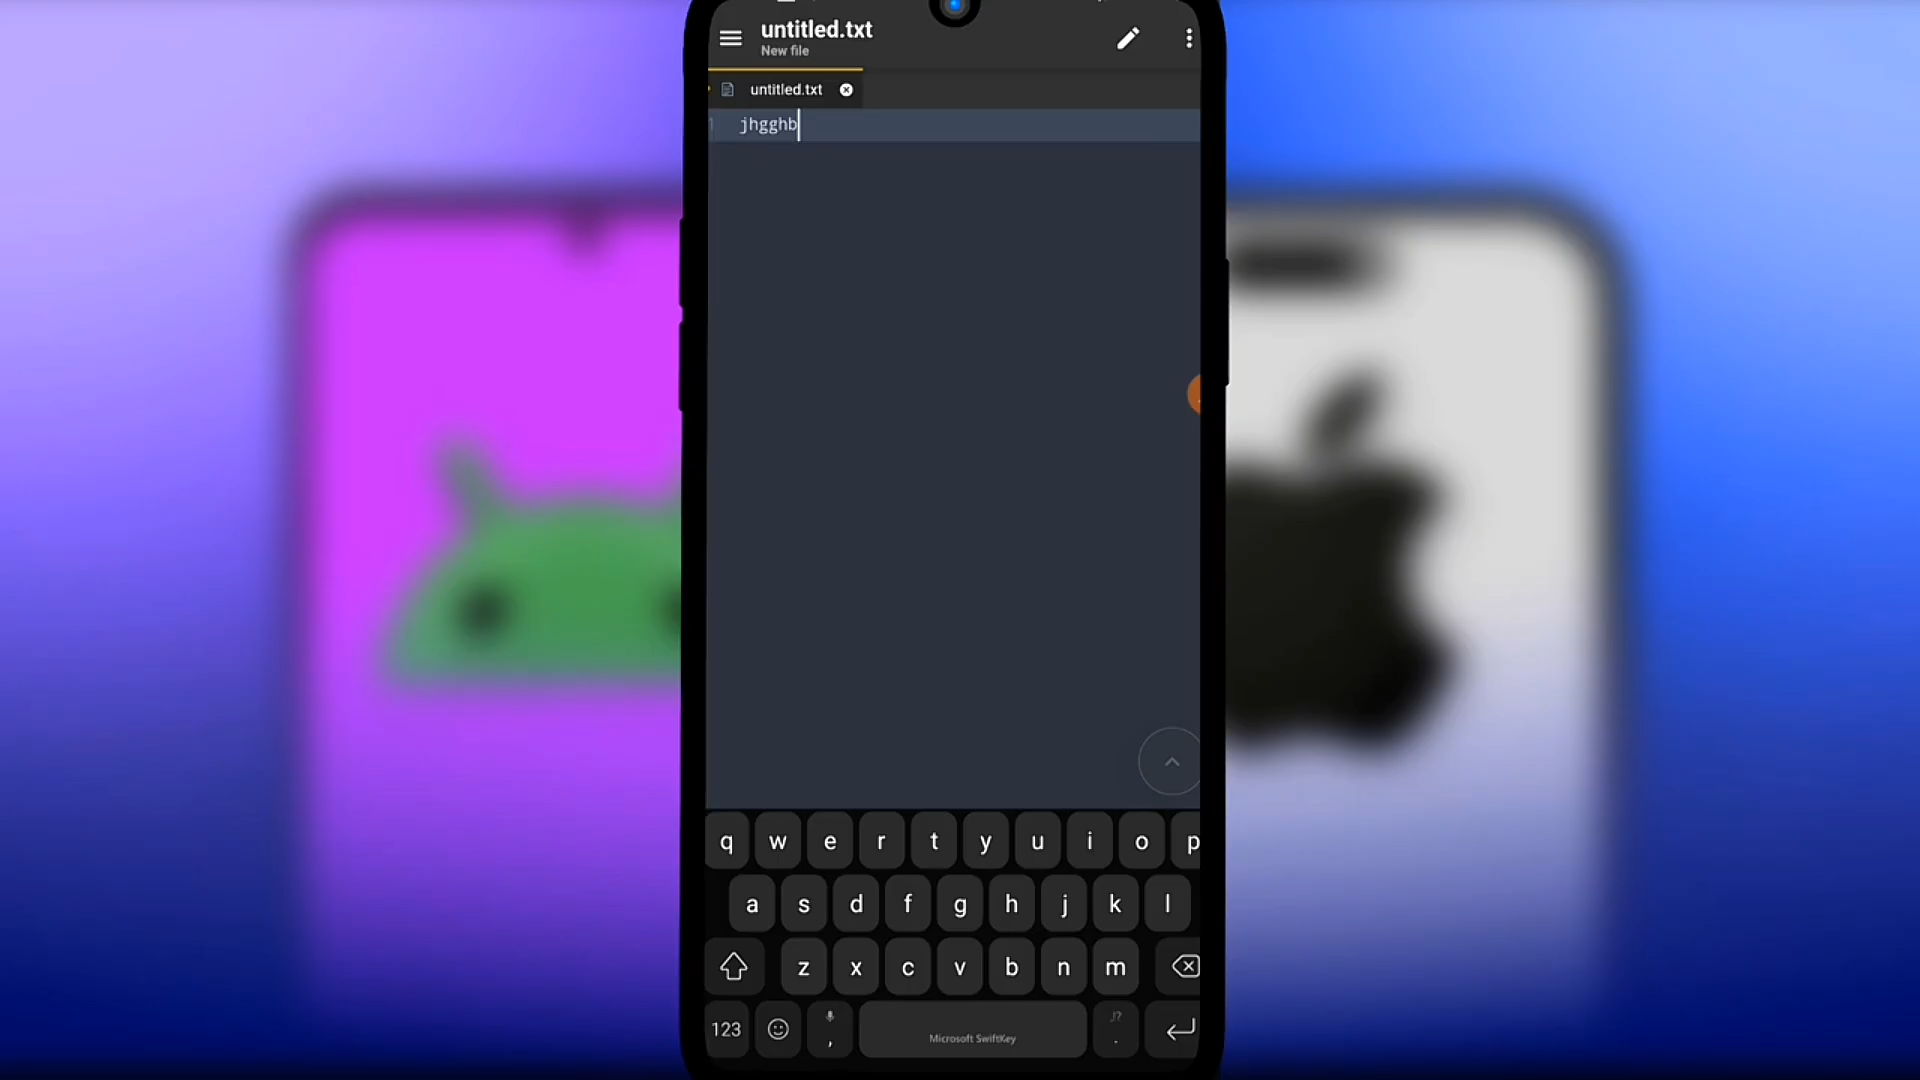 untitled.txt
New file
untitled.txt
1 jhgghb
q w e r t y u i o p
a s d f g h j k l
z x c v b n m
123 , Microsoft SwiftKey !? .